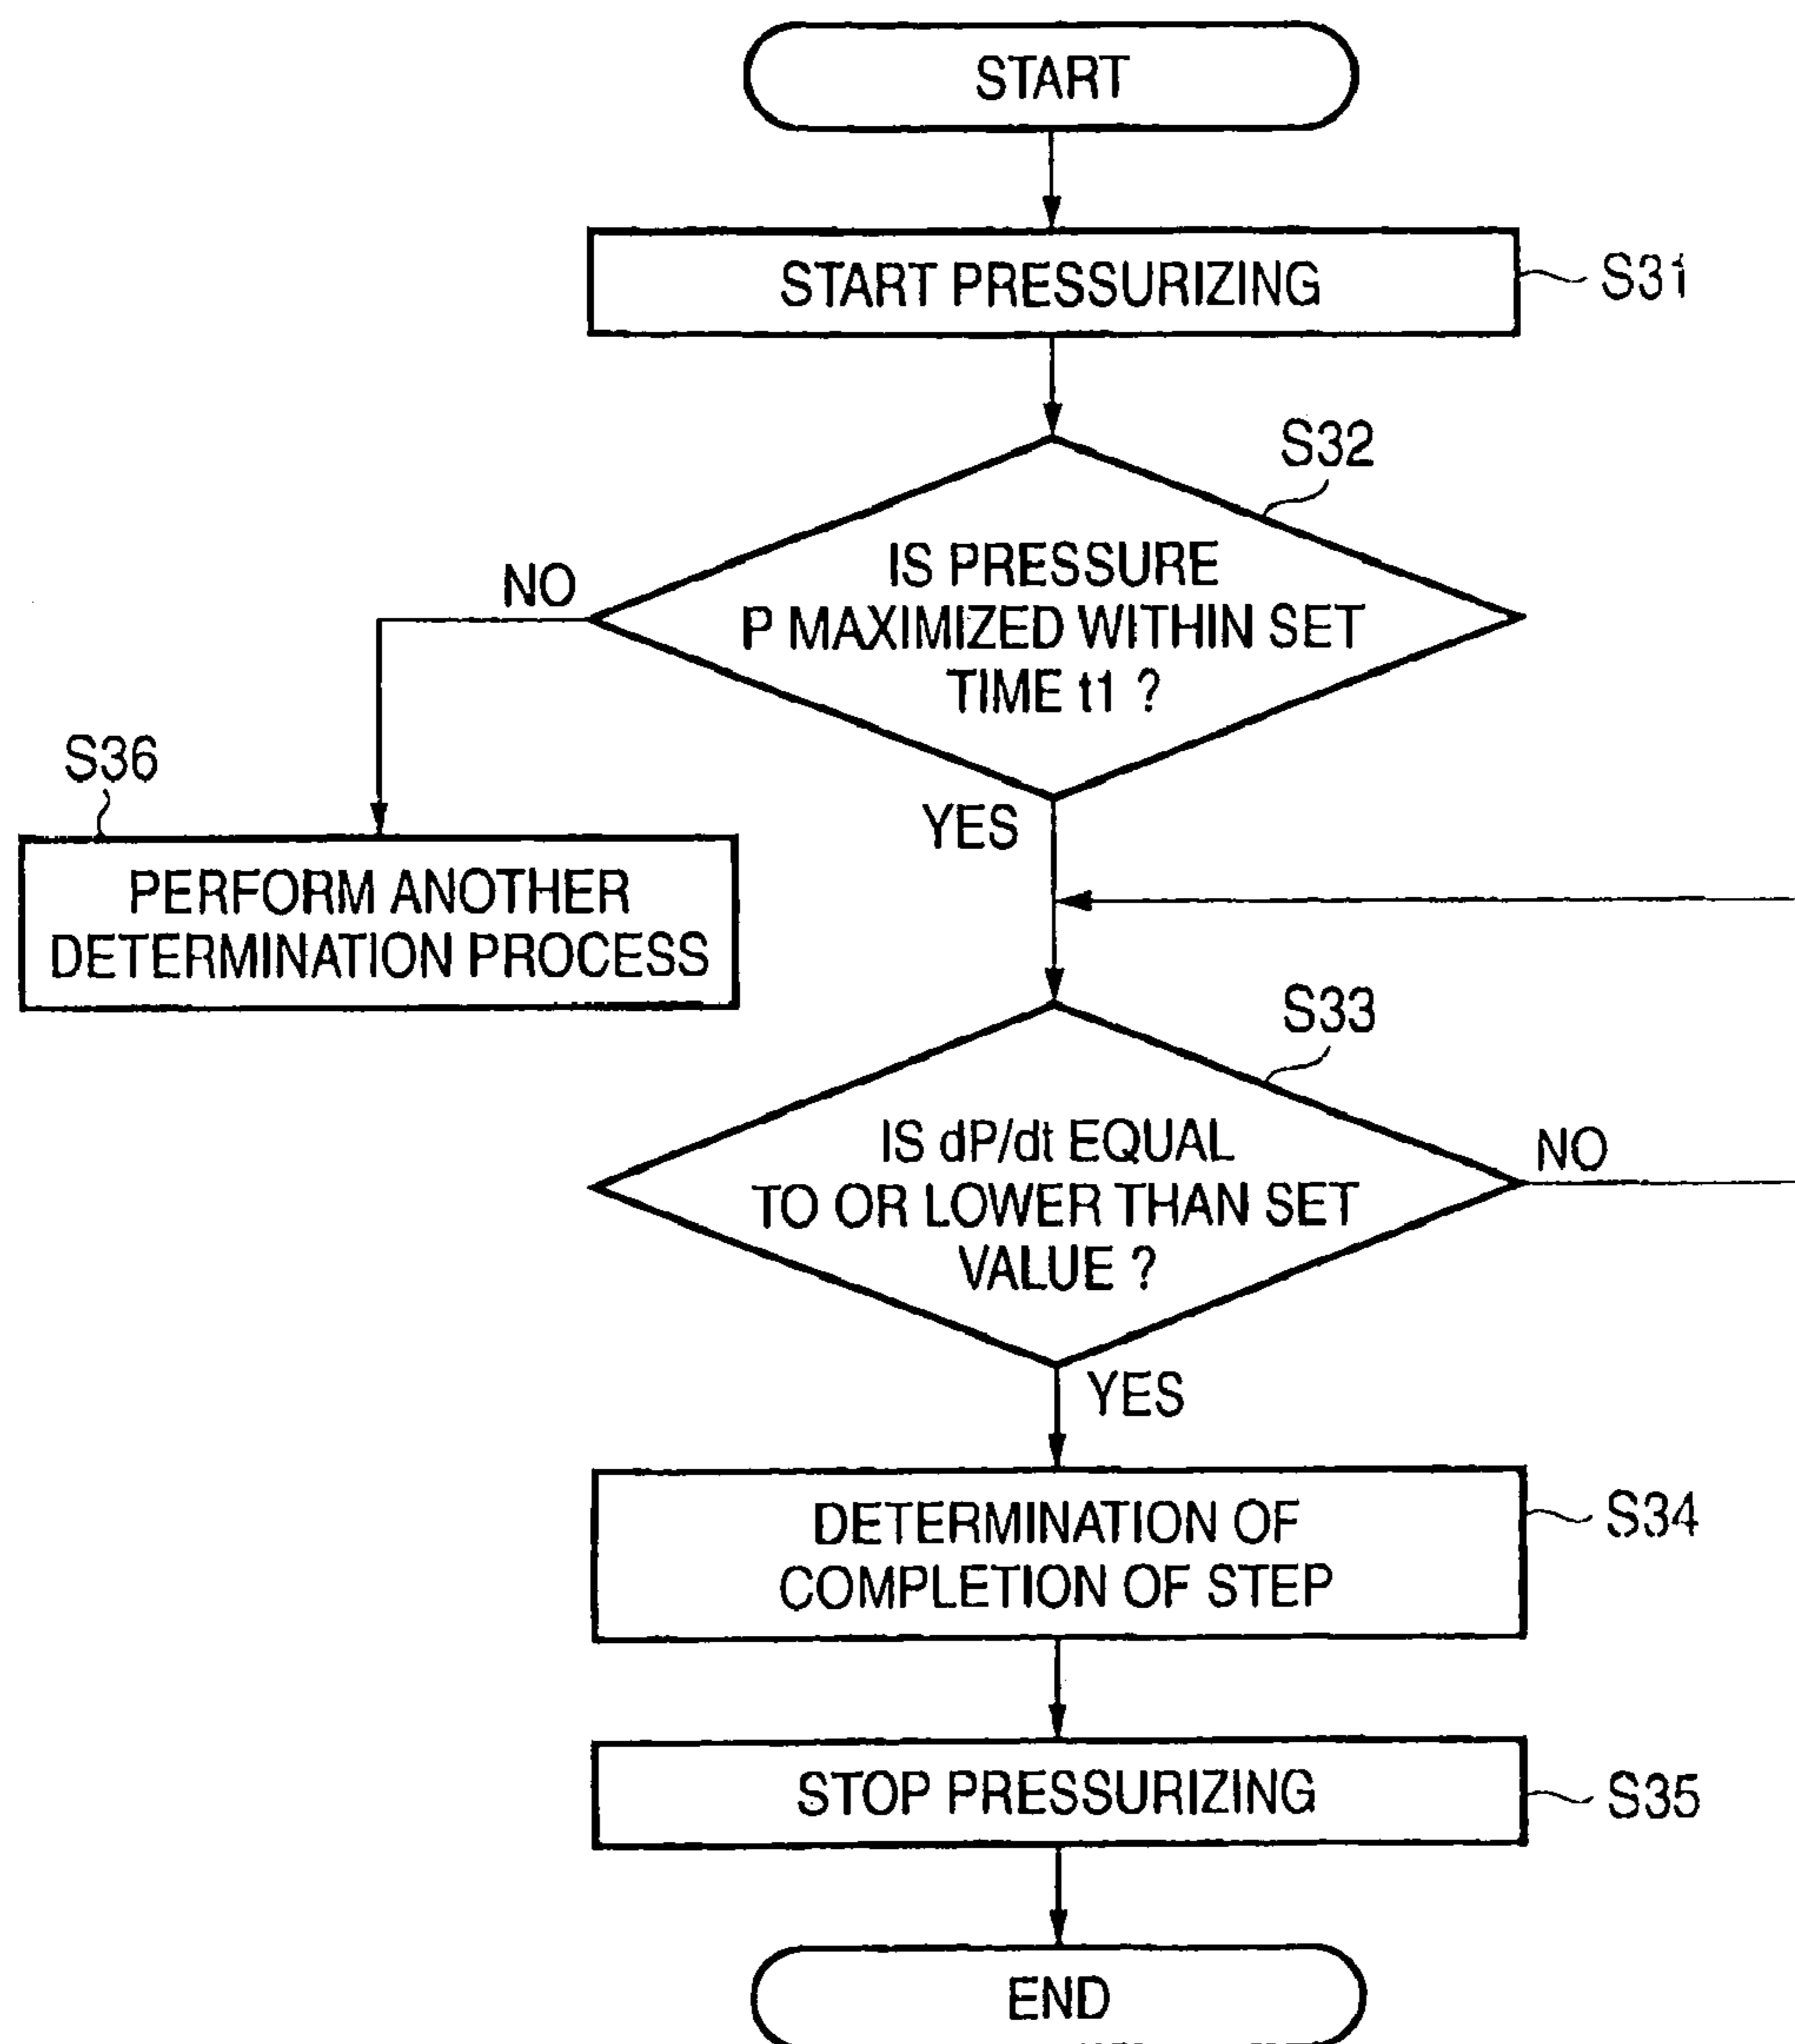 START
START PRESSURIZING
S31
S32
IS PRESSURE
P MAXIMIZED WITHIN SET
TIME t1 ?
NO
YES
S36
PERFORM ANOTHER
DETERMINATION PROCESS
S33
IS dP/dt EQUAL
TO OR LOWER THAN SET
VALUE ?
NO
YES
DETERMINATION OF
COMPLETION OF STEP
S34
STOP PRESSURIZING
S35
END